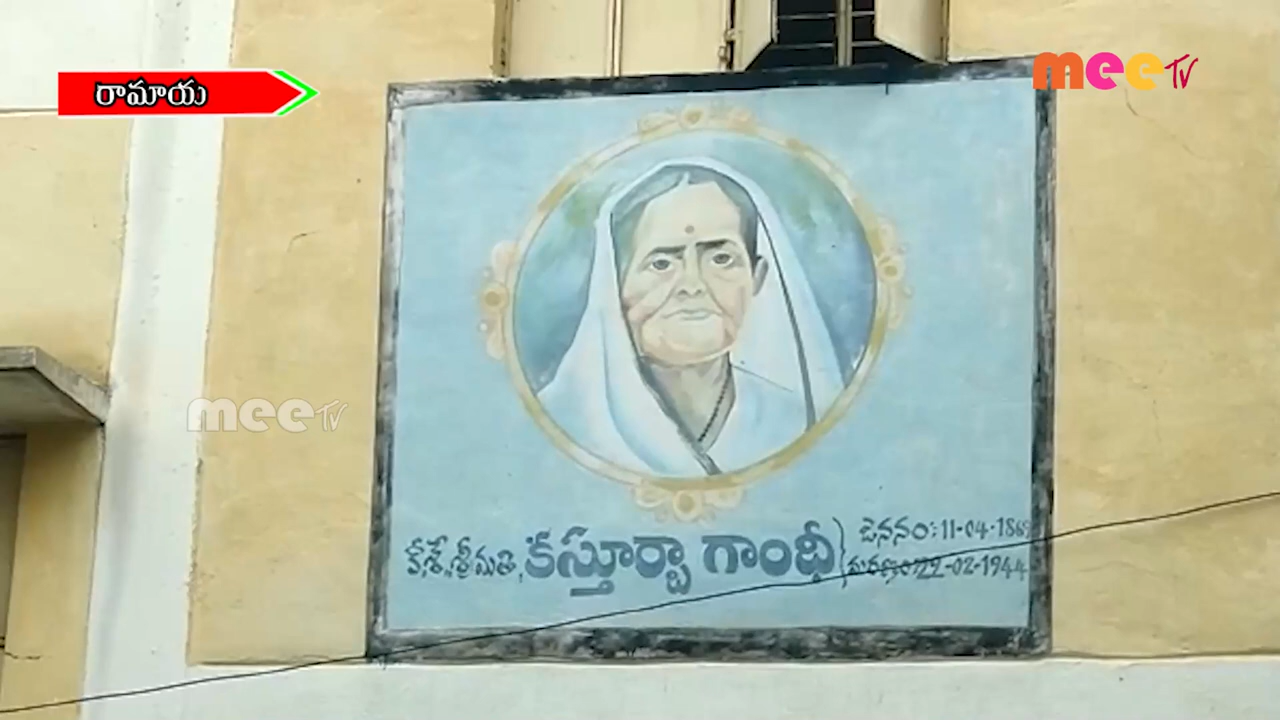 రామాయ
mee TV
mee TV
కీ.శే.శ్రీమతి, కస్తూర్బా గాంధీ
జననం:11-04-1869
మరణం:22-02-1944